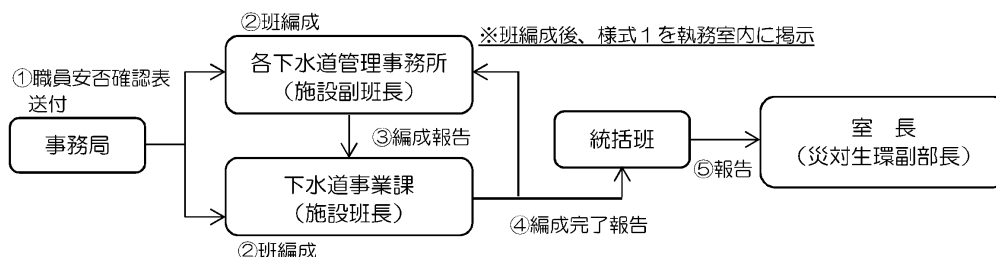 ②班編成
※班編成後、様式１を執務室内に掲示
各下水道管理事務所
（施設副班長）
①職員安否確認表
送付
事務局
③編成報告
統括班
室　長
（災対生環副部長）
⑤報告
下水道事業課
（施設班長）
④編成完了報告
②班編成